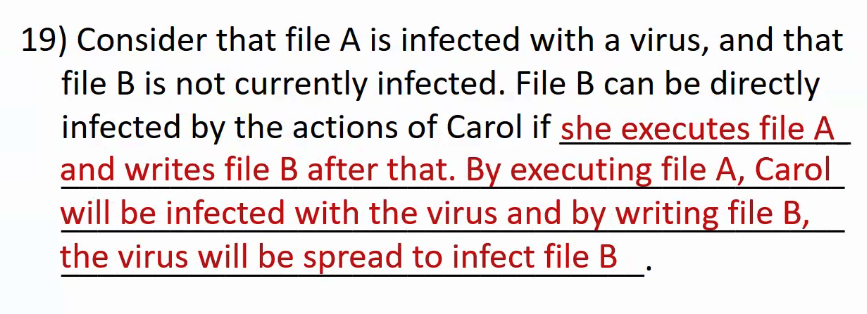 19) Consider that file A is infected with a virus, and that
file B is not currently infected. File B can be directly
infected by the actions of Carol if she executes file A
and writes file B after that. By executing file A, Carol
will be infected with the virus and by writing file B,
the virus will be spread to infect file B .